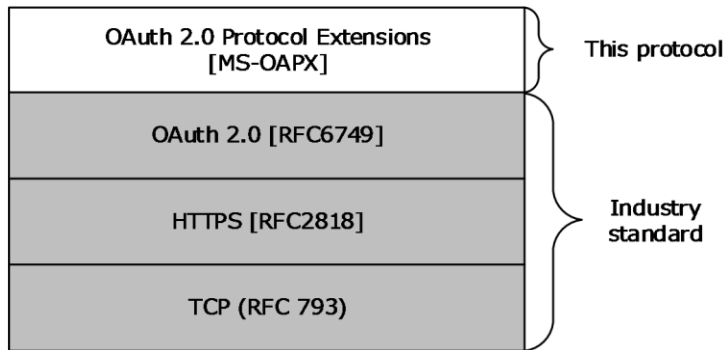 OAuth 2.0 Protocol Extensions
[MS-OAPX]
This protocol
OAuth 2.0 [RFC6749]
HTTPS [RFC2818]
Industry
standard
TCP (RFC 793)